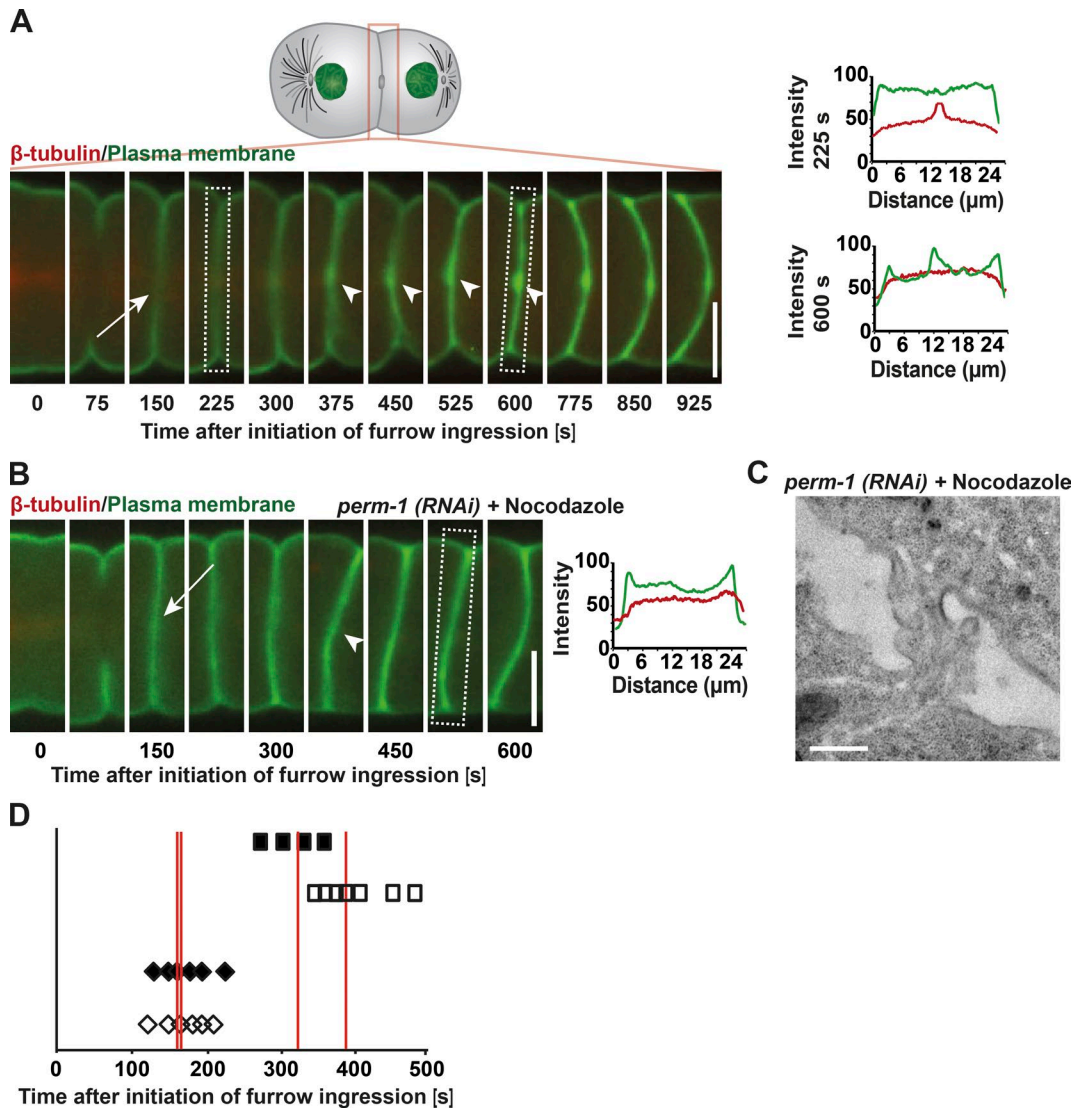 A
β-tubulin/Plasma membrane
0 75 150 225 300 375 450 525 600 775 850 925
Time after initiation of furrow ingression [s]
Intensity
225 s
100
50
0
0 6 12 18 24
Distance (µm)
Intensity
600 s
100
50
0
0 6 12 18 24
Distance (µm)
B
β-tubulin/Plasma membrane
perm-1 (RNAi) + Nocodazole
0 150 300 450 600
Time after initiation of furrow ingression [s]
Intensity
100
50
0
0 6 12 18 24
Distance (µm)
C
perm-1 (RNAi) + Nocodazole
D
0 100 200 300 400 500
Time after initiation of furrow ingression [s]